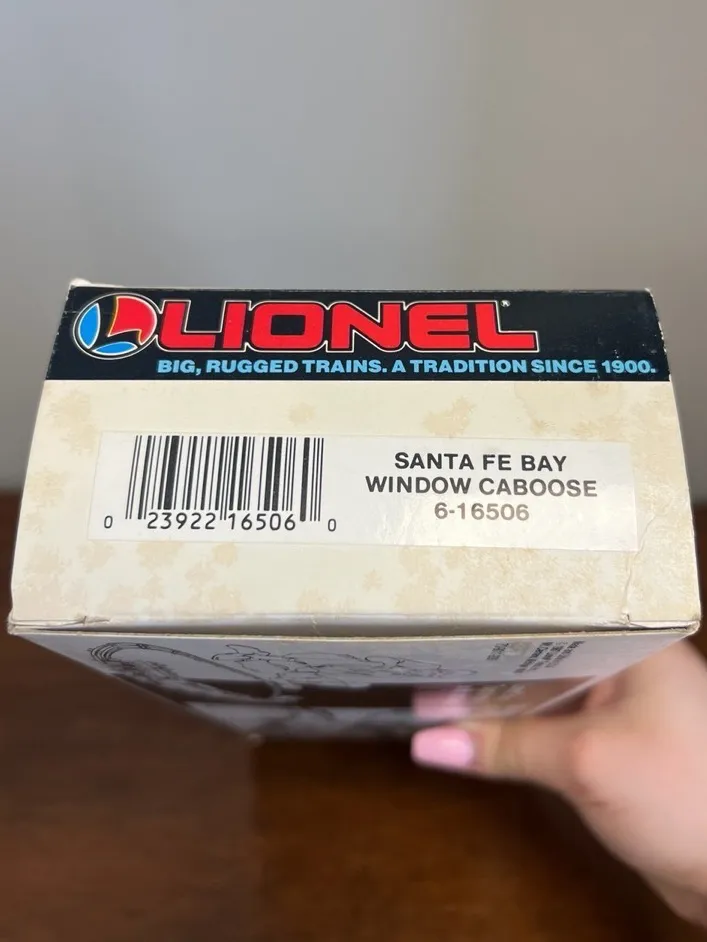 LIONEL®
BIG, RUGGED TRAINS. A TRADITION SINCE 1900.
SANTA FE BAY
WINDOW CABOOSE
6-16506
0 23922 16506 0